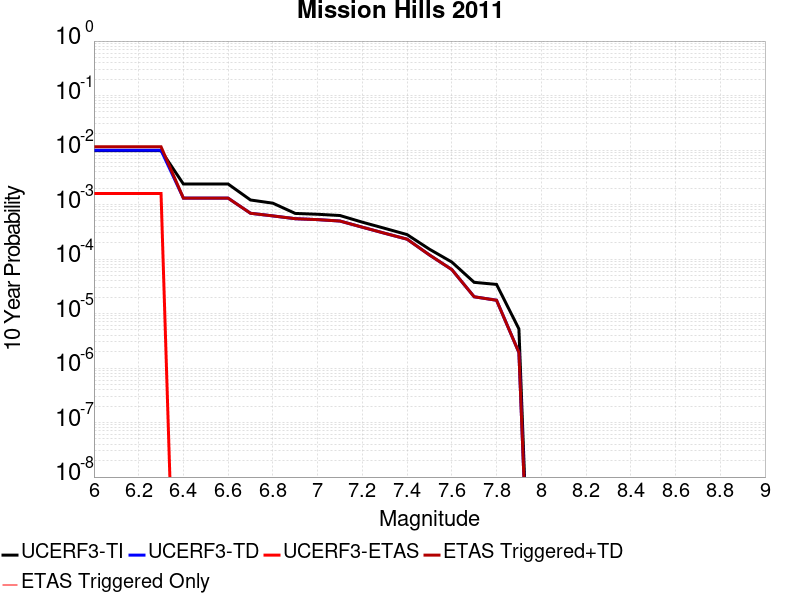 Mission Hills 2011
10 Year Probability
10^0
10^-1
10^-2
10^-3
10^-4
10^-5
10^-6
10^-7
10^-8
6 6.2 6.4 6.6 6.8 7 7.2 7.4 7.6 7.8 8 8.2 8.4 8.6 8.8 9
Magnitude
UCERF3-TI UCERF3-TD UCERF3-ETAS ETAS Triggered+TD
ETAS Triggered Only